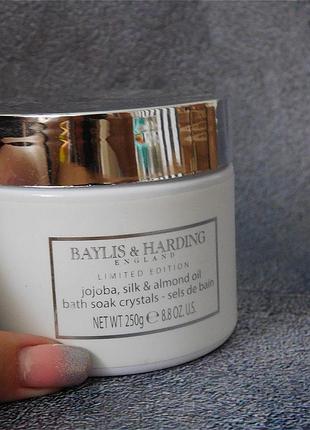 BAYLIS & HARDING
ENGLAND
LIMITED EDITION
jojoba, silk & almond oil
bath soak crystals - sels de bain
NET WT 250g ℮ 8.8 OZ. U.S.